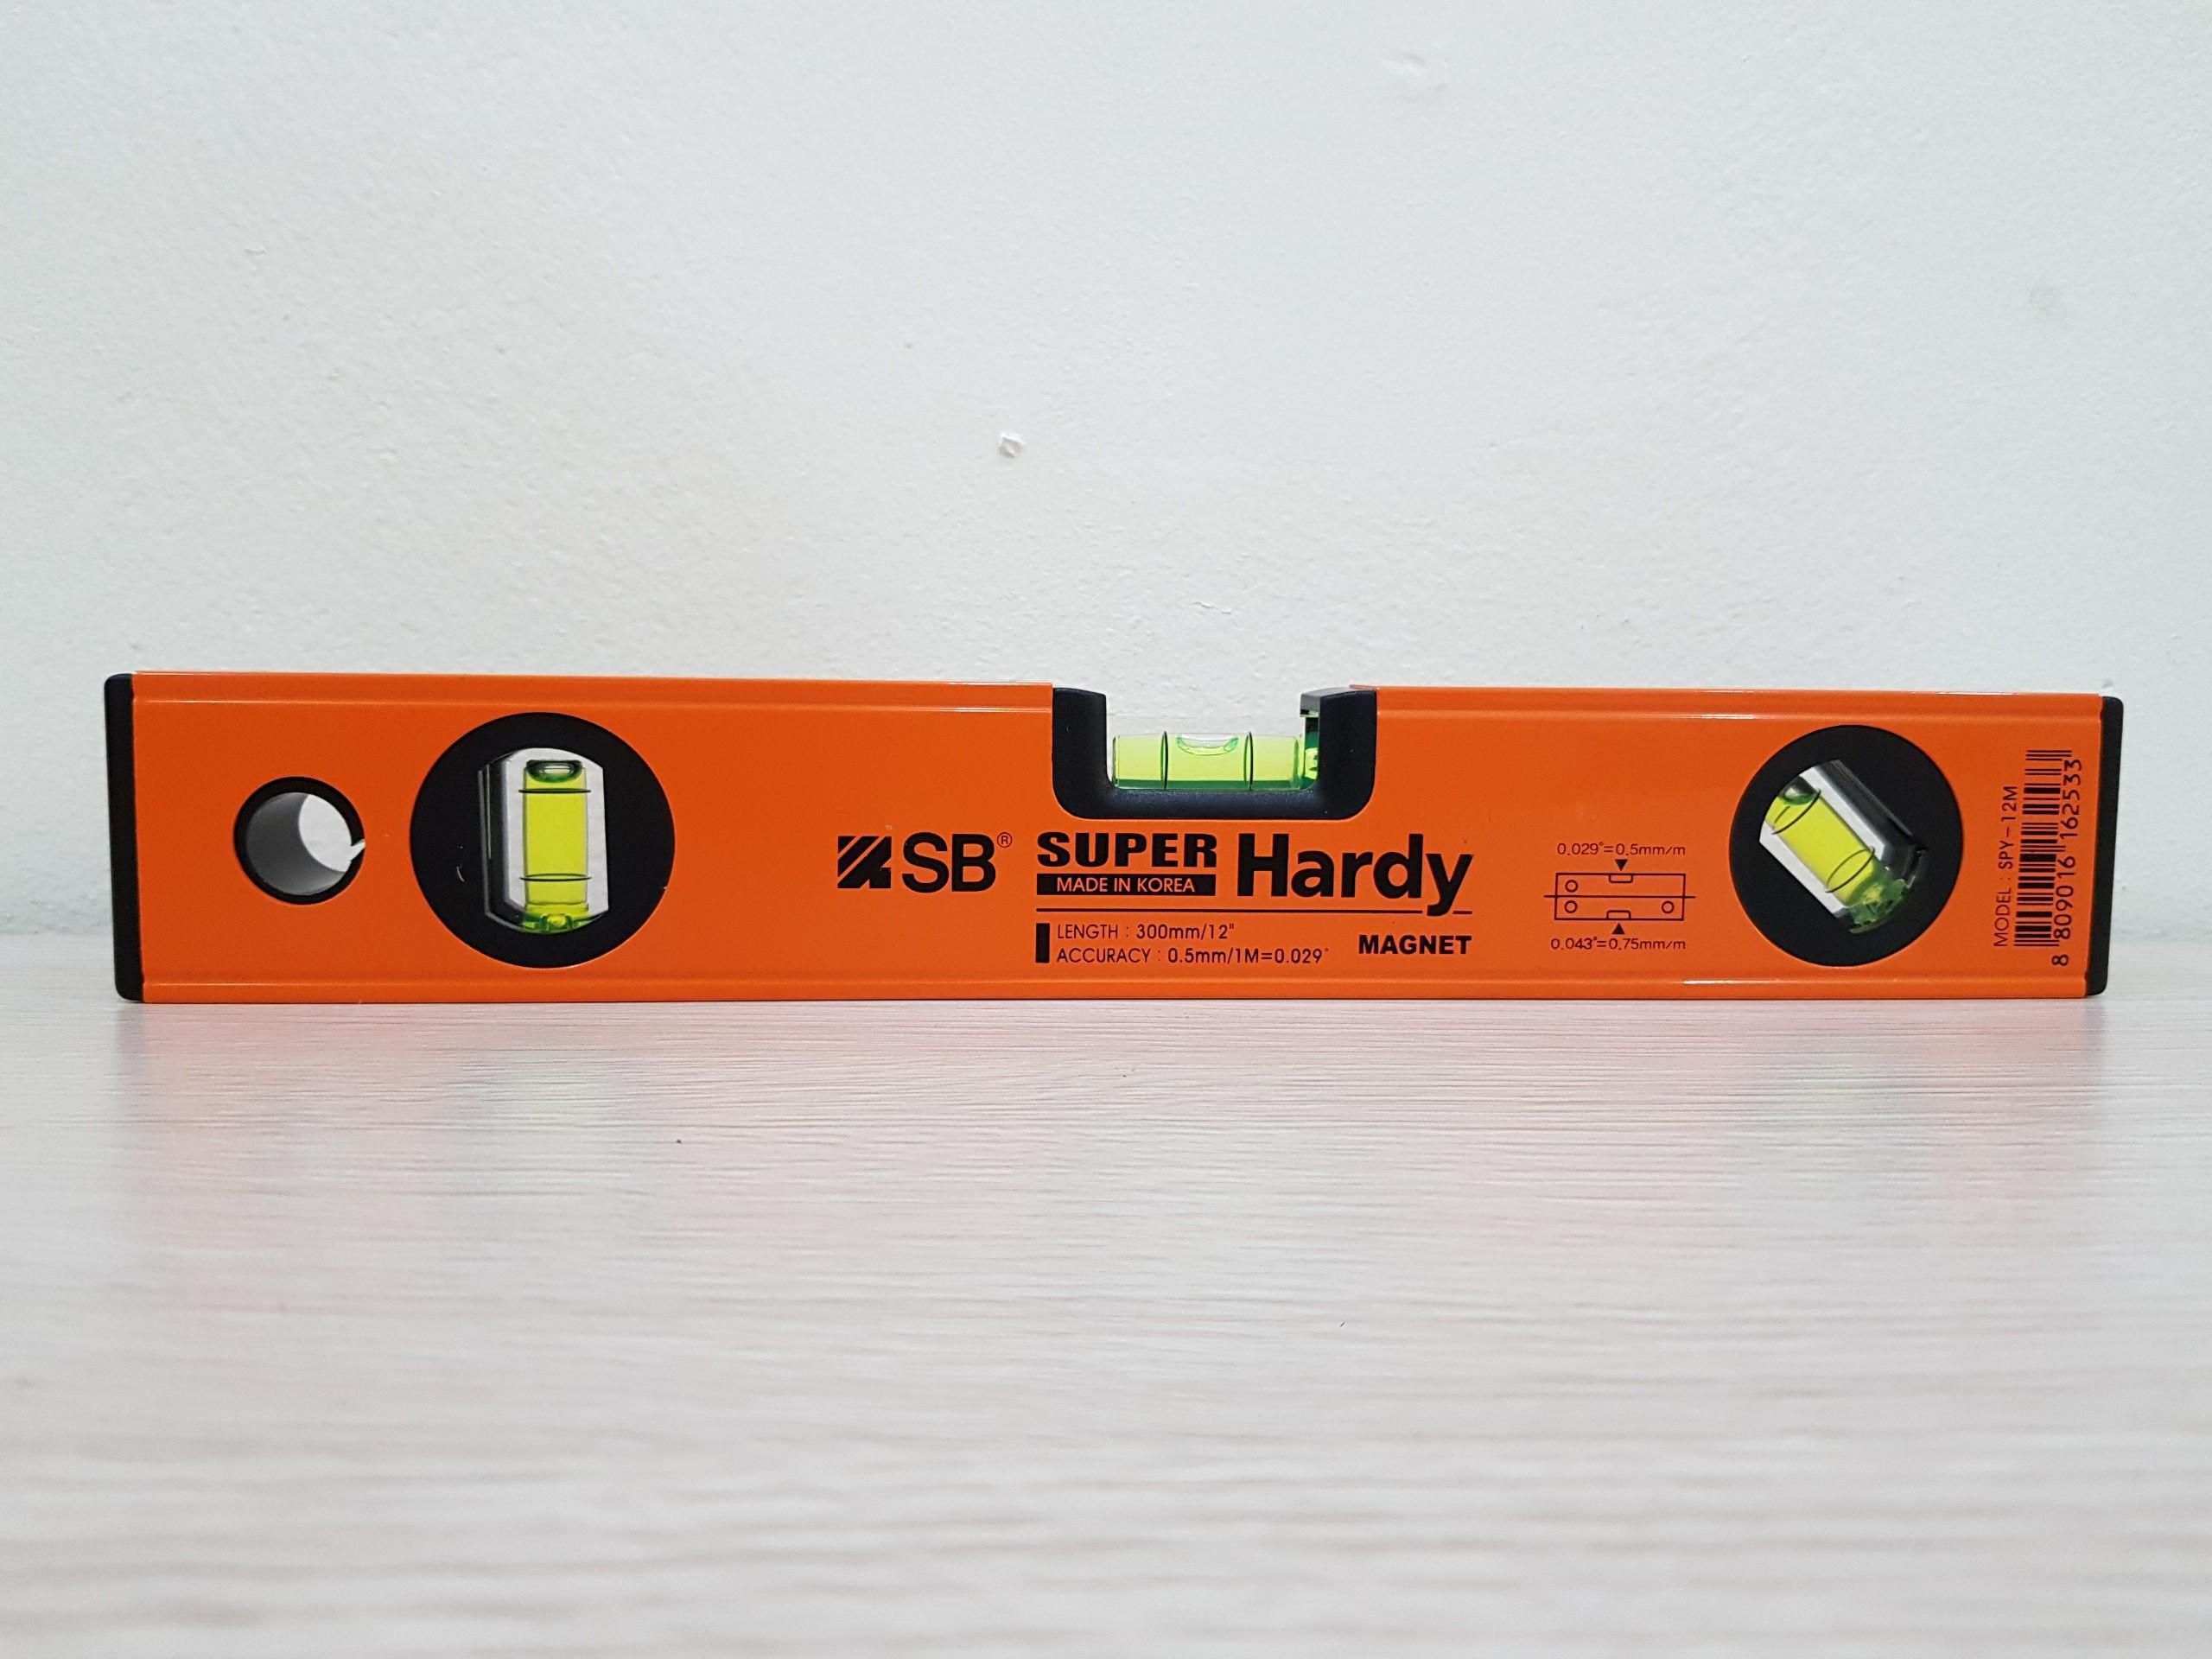 SB®
SUPER Hardy
MADE IN KOREA
LENGTH : 300mm/12"
ACCURACY : 0.5mm/1M=0.029°
MAGNET
0.029°=0.5mm/m
0.043°=0.75mm/m
MODEL : SPY-12M
8 809016 162533